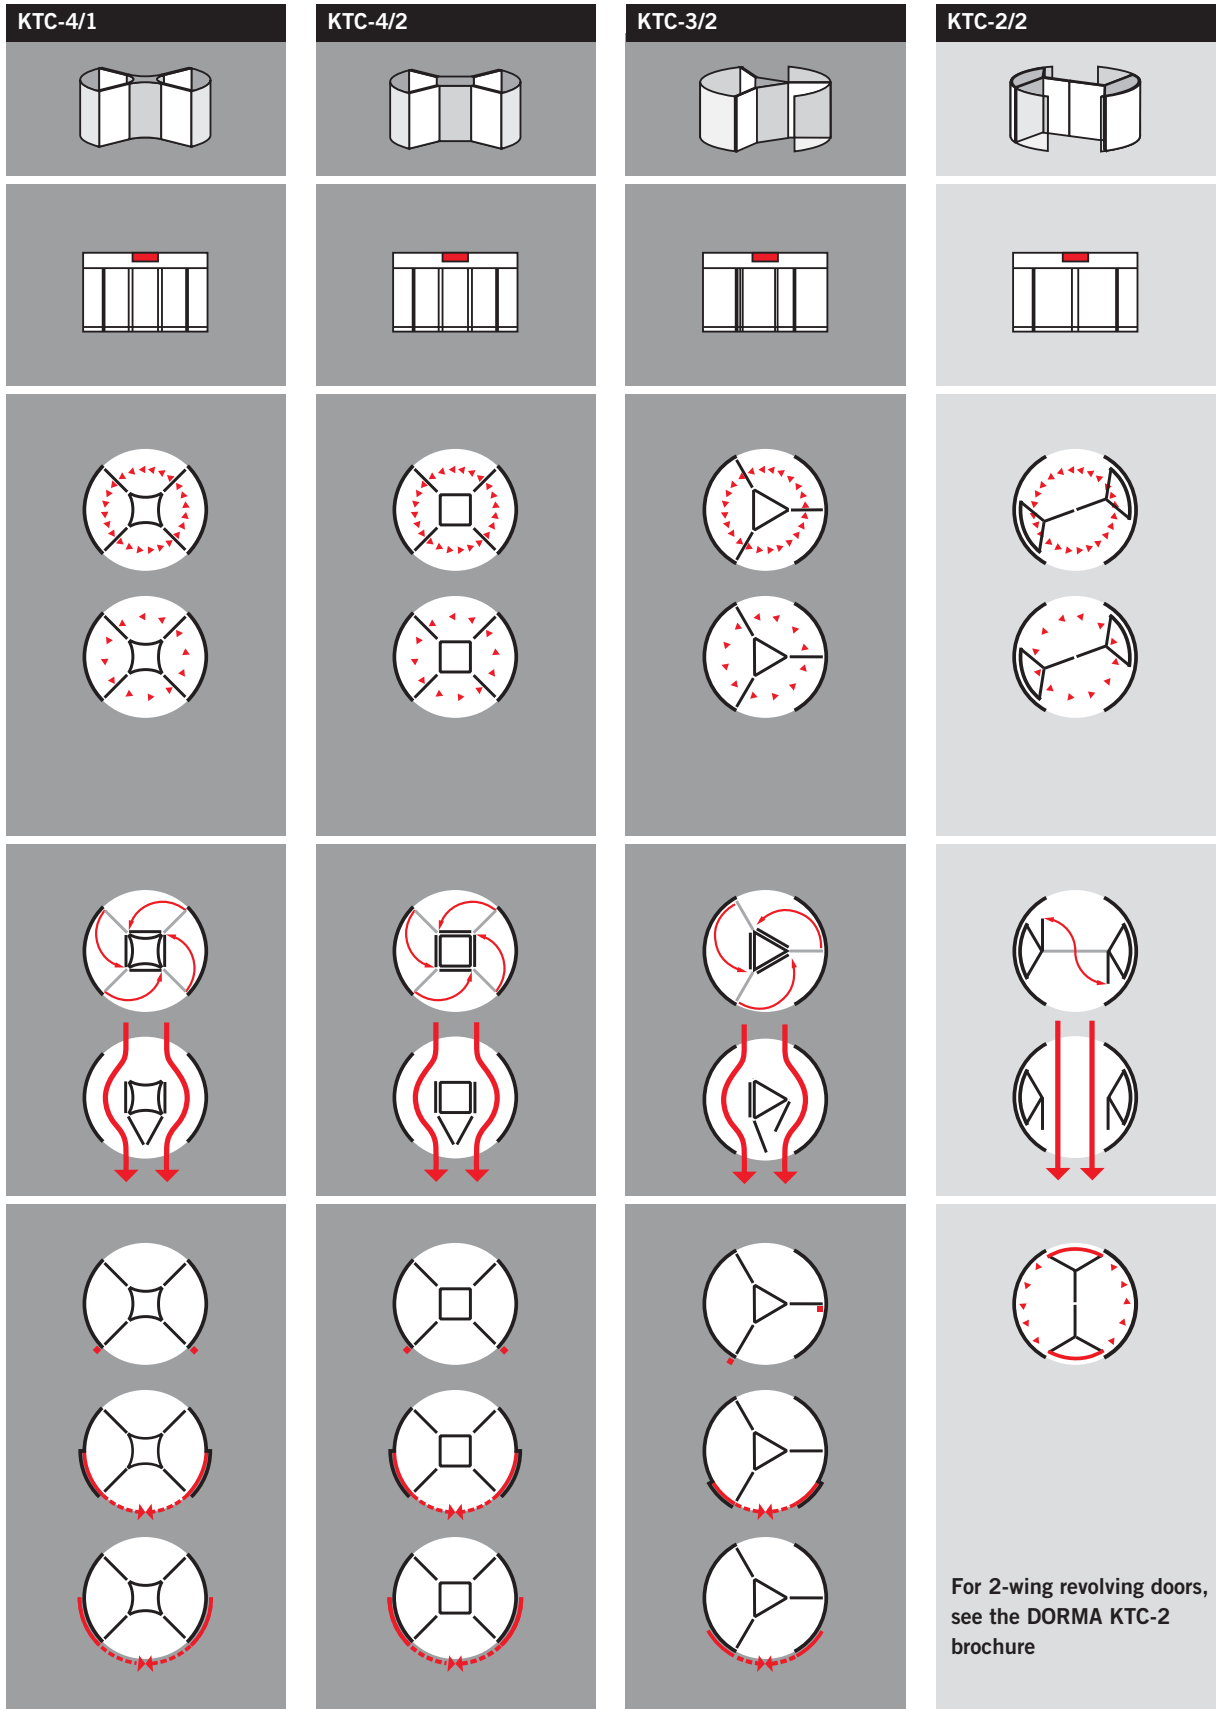 KTC-4/1
KTC-4/2
KTC-3/2
KTC-2/2
For 2-wing revolving doors,
see the DORMA KTC-2
brochure